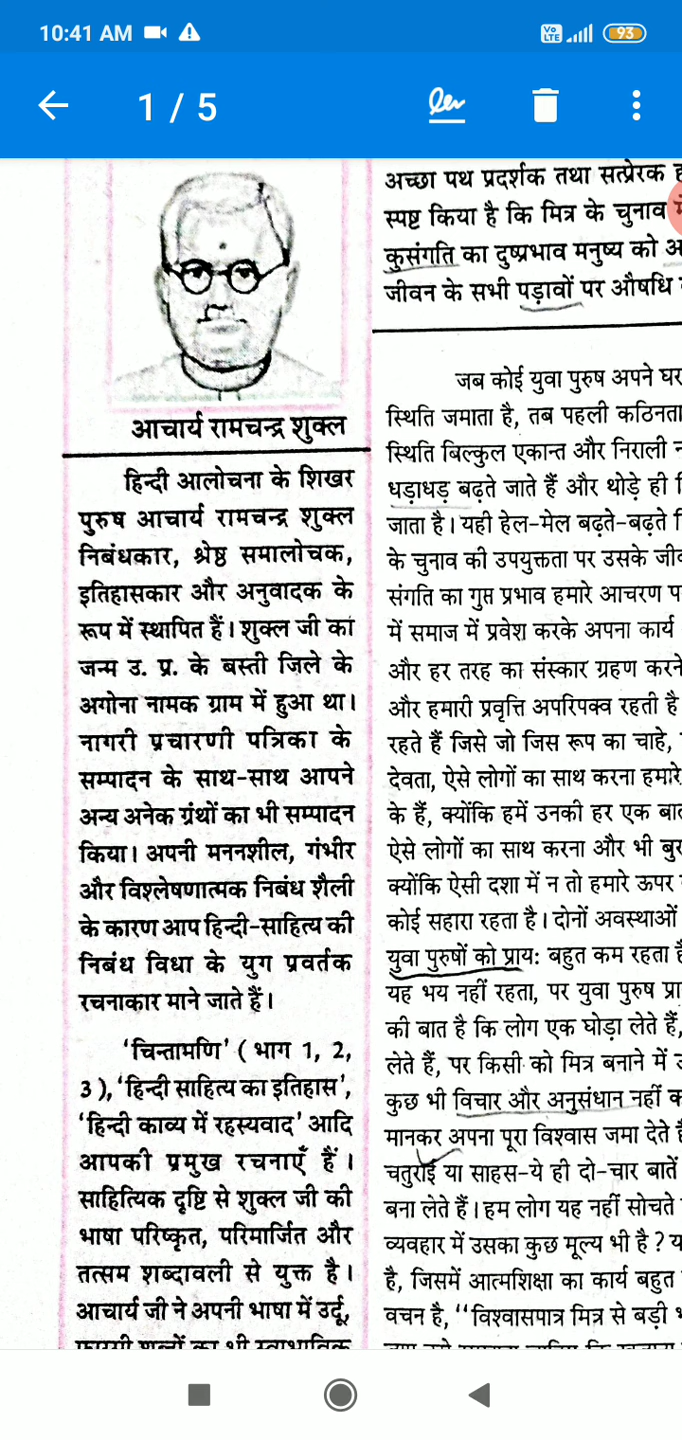 10:41 AM
Vo LTE
93
1 / 5
आचार्य रामचन्द्र शुक्ल
हिन्दी आलोचना के शिखर
पुरुष आचार्य रामचन्द्र शुक्ल
निबंधकार, श्रेष्ठ समालोचक,
इतिहासकार और अनुवादक के
रूप में स्थापित हैं। शुक्ल जी का
जन्म उ. प्र. के बस्ती जिले के
अगोना नामक ग्राम में हुआ था।
नागरी प्रचारणी पत्रिका के
सम्पादन के साथ-साथ आपने
अन्य अनेक ग्रंथों का भी सम्पादन
किया। अपनी मननशील, गंभीर
और विश्लेषणात्मक निबंध शैली
के कारण आप हिन्दी-साहित्य की
निबंध विधा के युग प्रवर्तक
रचनाकार माने जाते हैं।
'चिन्तामणि' ( भाग 1, 2,
3 ), 'हिन्दी साहित्य का इतिहास',
'हिन्दी काव्य में रहस्यवाद' आदि
आपकी प्रमुख रचनाएँ हैं ।
साहित्यिक दृष्टि से शुक्ल जी की
भाषा परिष्कृत, परिमार्जित और
तत्सम शब्दावली से युक्त है।
आचार्य जी ने अपनी भाषा में उर्दू,
अच्छा पथ प्रदर्शक तथा सत्प्रेरक
स्पष्ट किया है कि मित्र के चुनाव
कुसंगति का दुष्प्रभाव मनुष्य को
जीवन के सभी पड़ावों पर औषधि
जब कोई युवा पुरुष अपने घर
स्थिति जमाता है, तब पहली कठिनता
स्थिति बिल्कुल एकान्त और निराली
धड़ाधड़ बढ़ते जाते हैं और थोड़े ही
जाता है। यही हेल-मेल बढ़ते-बढ़ते
के चुनाव की उपयुक्तता पर उसके
संगति का गुप्त प्रभाव हमारे आचरण
में समाज में प्रवेश करके अपना कार्य
और हर तरह का संस्कार ग्रहण करने
और हमारी प्रवृत्ति अपरिपक्व रहती है
रहते हैं जिसे जो जिस रूप का चाहे,
देवता, ऐसे लोगों का साथ करना हमारे
के हैं, क्योंकि हमें उनकी हर एक
ऐसे लोगों का साथ करना और भी
क्योंकि ऐसी दशा में न तो हमारे ऊपर
कोई सहारा रहता है। दोनों अवस्थाओं
युवा पुरुषों को प्राय: बहुत कम रहता
यह भय नहीं रहता, पर युवा पुरुष
की बात है कि लोग एक घोड़ा लेते हैं,
लेते हैं, पर किसी को मित्र बनाने में
कुछ भी विचार और अनुसंधान नहीं
मानकर अपना पूरा विश्वास जमा देते
चतुराई या साहस-ये ही दो-चार बातें
बना लेते हैं। हम लोग यह नहीं सोचते
व्यवहार में उसका कुछ मूल्य भी है ?
है, जिसमें आत्मशिक्षा का कार्य बहुत
वचन है, "विश्वासपात्र मित्र से बड़ी